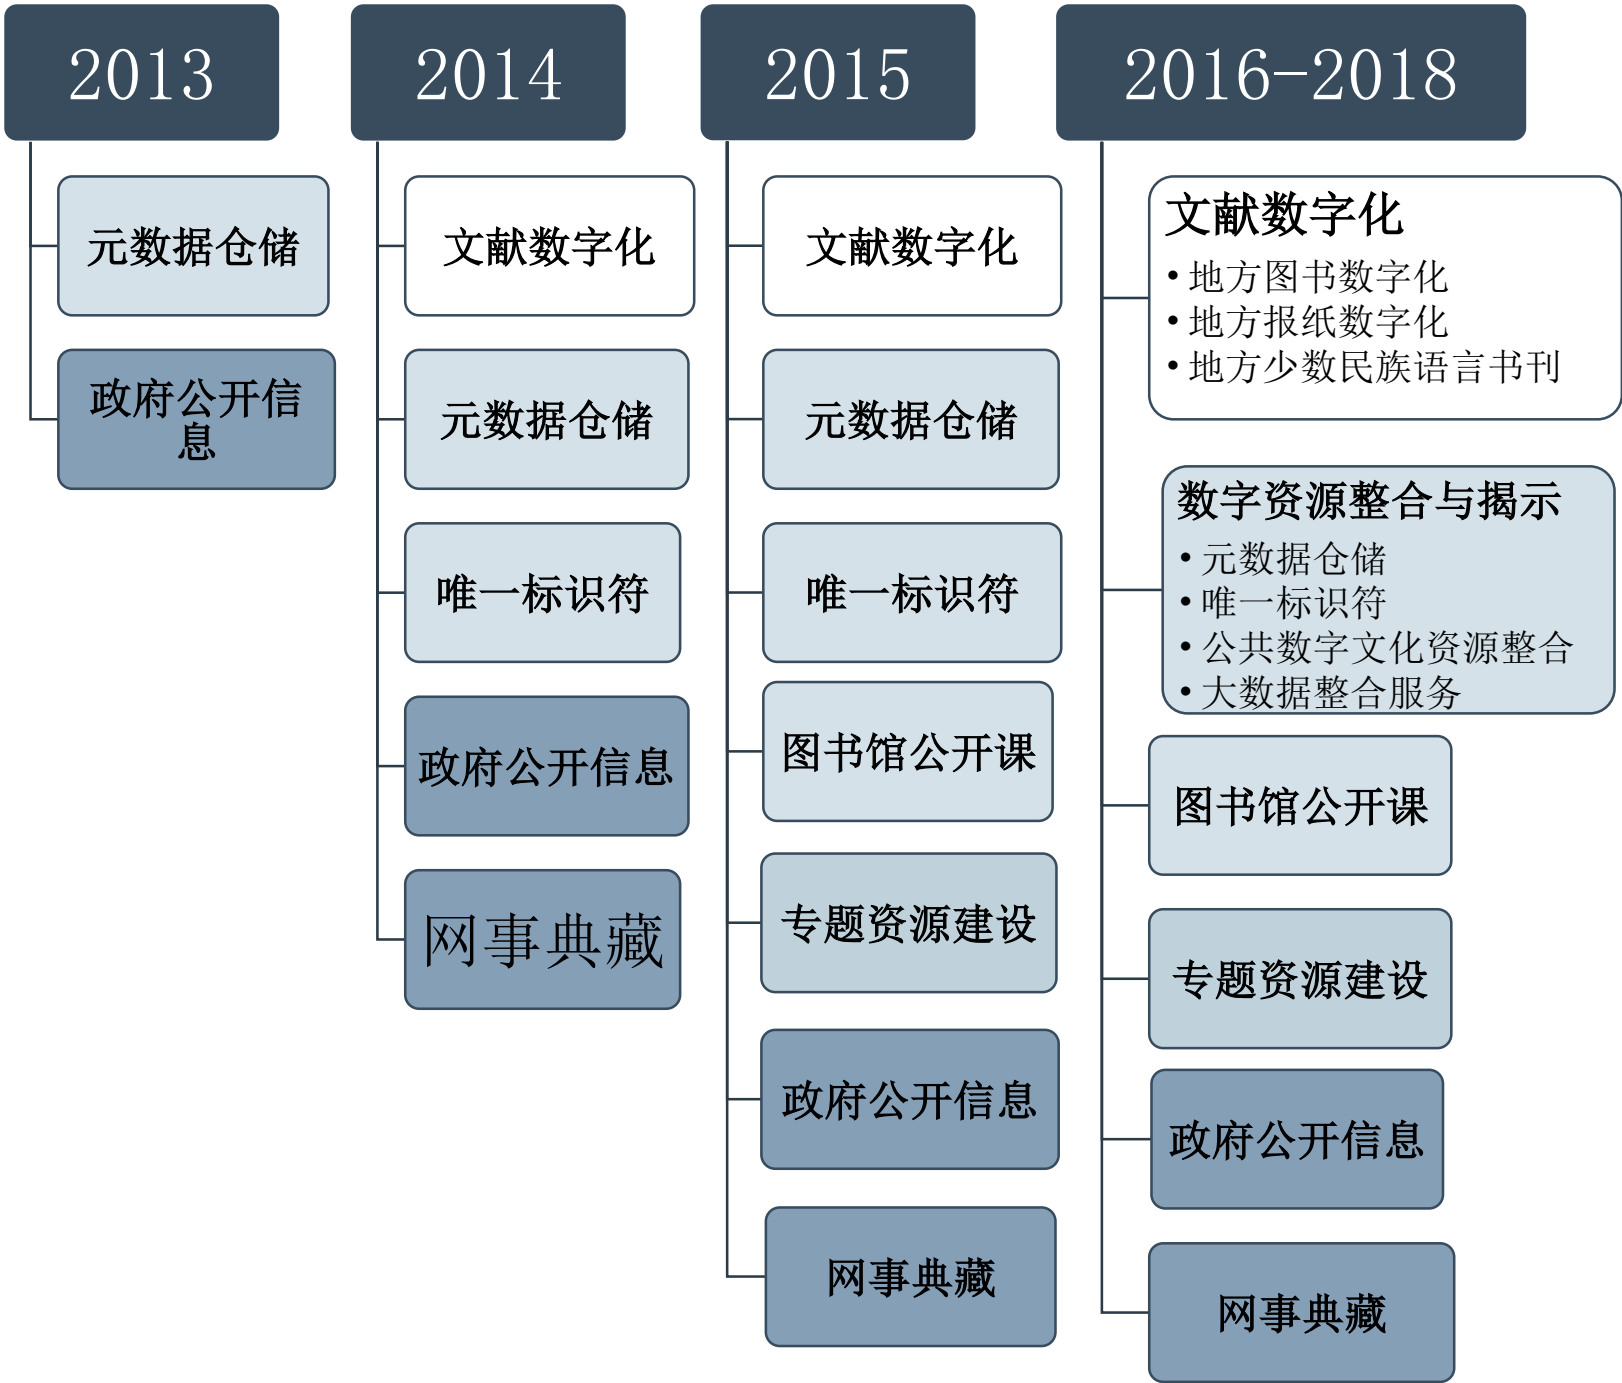 2013
元数据仓储
政府公开信
息
2014
文献数字化
元数据仓储
唯一标识符
政府公开信息
网事典藏
2015
文献数字化
元数据仓储
唯一标识符
图书馆公开课
专题资源建设
政府公开信息
网事典藏
2016-2018
文献数字化
• 地方图书数字化
• 地方报纸数字化
• 地方少数民族语言书刊
数字资源整合与揭示
• 元数据仓储
• 唯一标识符
• 公共数字文化资源整合
• 大数据整合服务
图书馆公开课
专题资源建设
政府公开信息
网事典藏